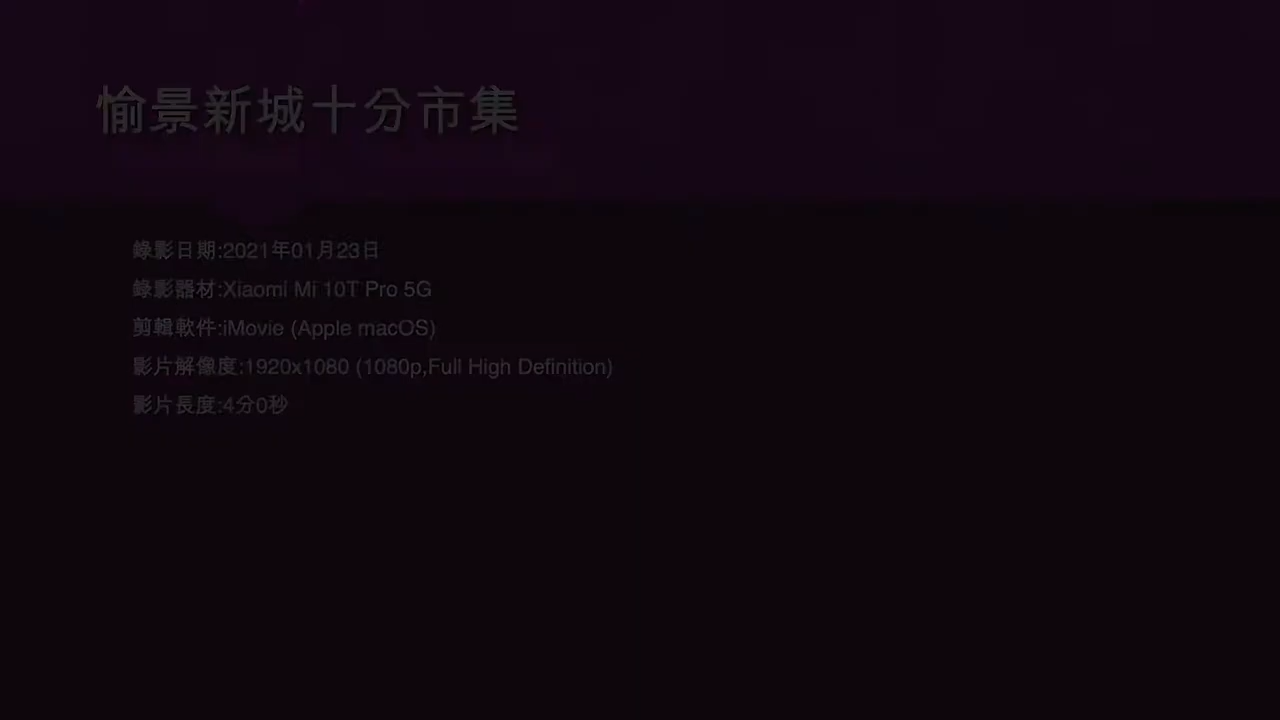 愉景新城十分市集
錄影日期:2021年01月23日
錄影器材:Xiaomi Mi 10T Pro 5G
剪輯軟件:iMovie (Apple macOS)
影片解像度:1920x1080 (1080p,Full High Definition)
影片長度:4分0秒